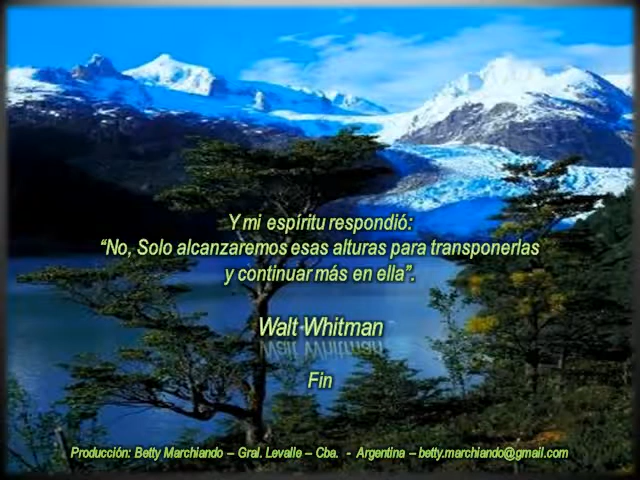 Y mi espíritu respondió:
“No, Solo alcanzaremos esas alturas para transponerlas
y continuar más en ella”.
Walt Whitman
Fin
Producción: Betty Marchiando – Gral. Levalle – Cba. - Argentina – betty.marchiando@gmail.com